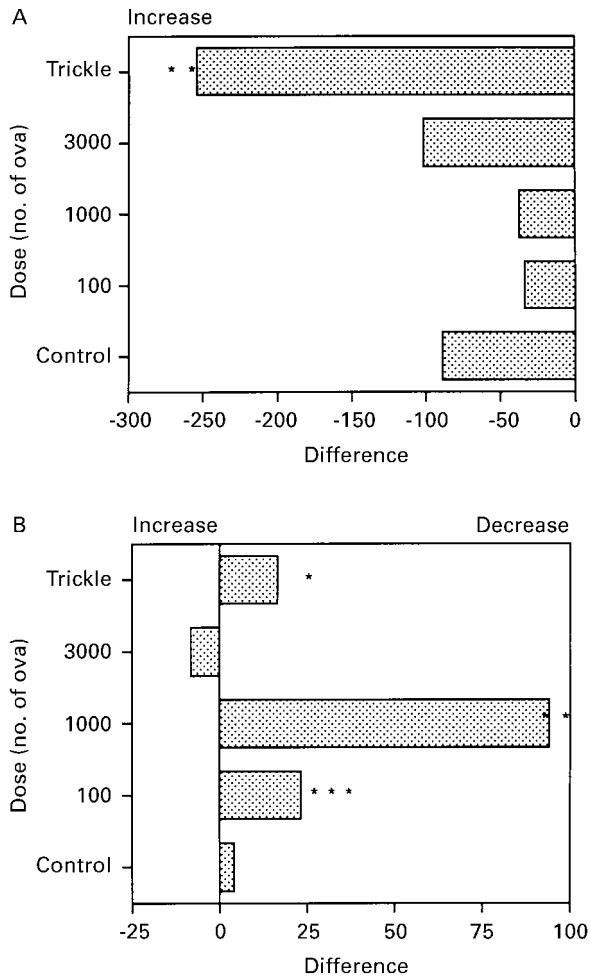 A
Increase
Trickle
* *
3000
1000
100
Control
Dose (no. of ova)
-300 -250 -200 -150 -100 -50 0
Difference
B
Increase Decrease
Trickle
*
3000
1000
* *
100
* * *
Control
Dose (no. of ova)
-25 0 25 50 75 100
Difference